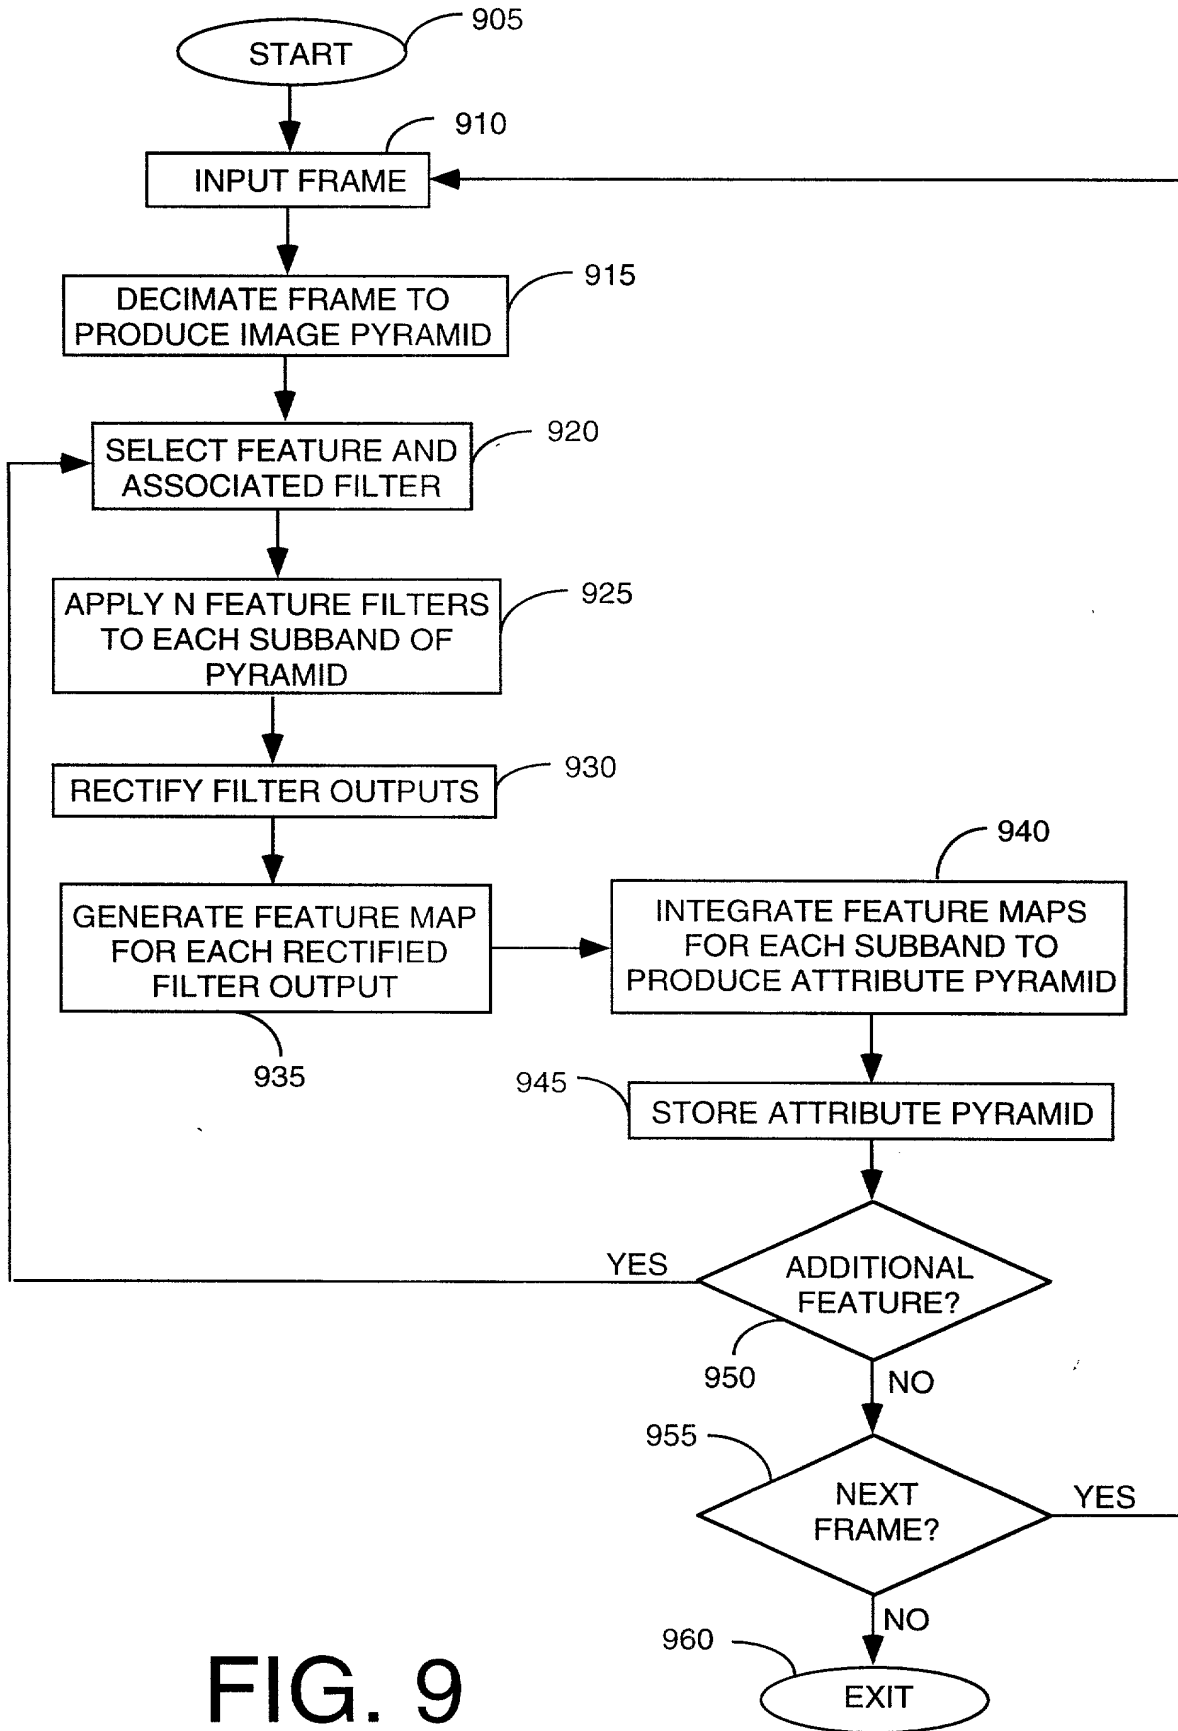 905
START
910
INPUT FRAME
915
DECIMATE FRAME TO
PRODUCE IMAGE PYRAMID
920
SELECT FEATURE AND
ASSOCIATED FILTER
925
APPLY N FEATURE FILTERS
TO EACH SUBBAND OF
PYRAMID
930
RECTIFY FILTER OUTPUTS
GENERATE FEATURE MAP
FOR EACH RECTIFIED
FILTER OUTPUT
935
940
INTEGRATE FEATURE MAPS
FOR EACH SUBBAND TO
PRODUCE ATTRIBUTE PYRAMID
945
STORE ATTRIBUTE PYRAMID
YES
ADDITIONAL
FEATURE?
950
NO
955
NEXT
FRAME?
YES
NO
960
EXIT
FIG. 9